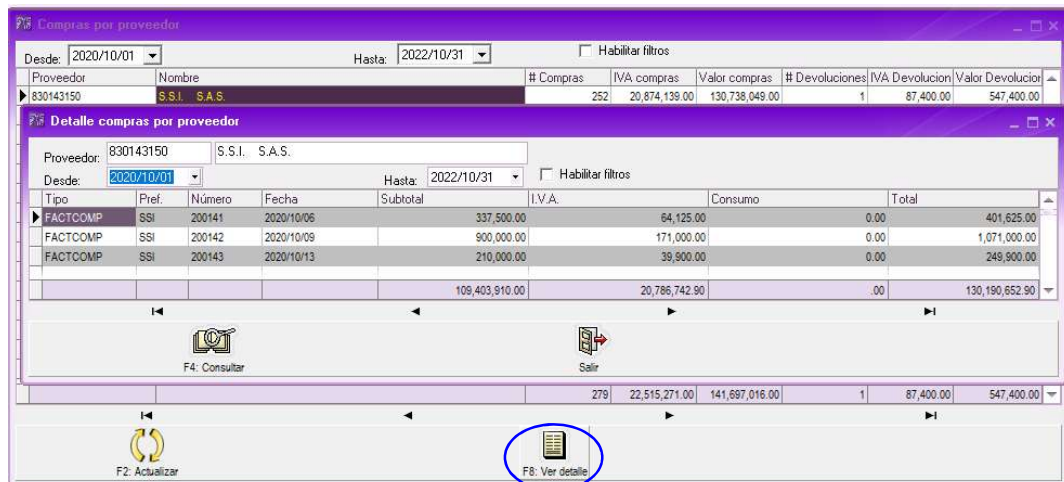 Compras por proveedor
Desde: 2020/10/01 Hasta: 2022/10/31 Habilitar filtros
Proveedor Nombre # Compras IVA compras Valor compras # Devoluciones IVA Devolucion Valor Devolucior
830143150 S.S.I. S.A.S. 252 20,874,139.00 130,738,049.00 1 87,400.00 547,400.00
Detalle compras por proveedor
Proveedor: 830143150 S.S.I. S.A.S.
Desde: 2020/10/01 Hasta: 2022/10/31 Habilitar filtros
Tipo Pref. Número Fecha Subtotal I.V.A. Consumo Total
FACTCOMP SSI 200141 2020/10/06 337,500.00 64,125.00 0.00 401,625.00
FACTCOMP SSI 200142 2020/10/09 900,000.00 171,000.00 0.00 1,071,000.00
FACTCOMP SSI 200143 2020/10/13 210,000.00 39,900.00 0.00 249,900.00
109,403,910.00 20,786,742.90 .00 130,190,652.90
F4: Consultar Salir
279 22,515,271.00 141,697,016.00 1 87,400.00 547,400.00
F2: Actualizar F8: Ver detalle